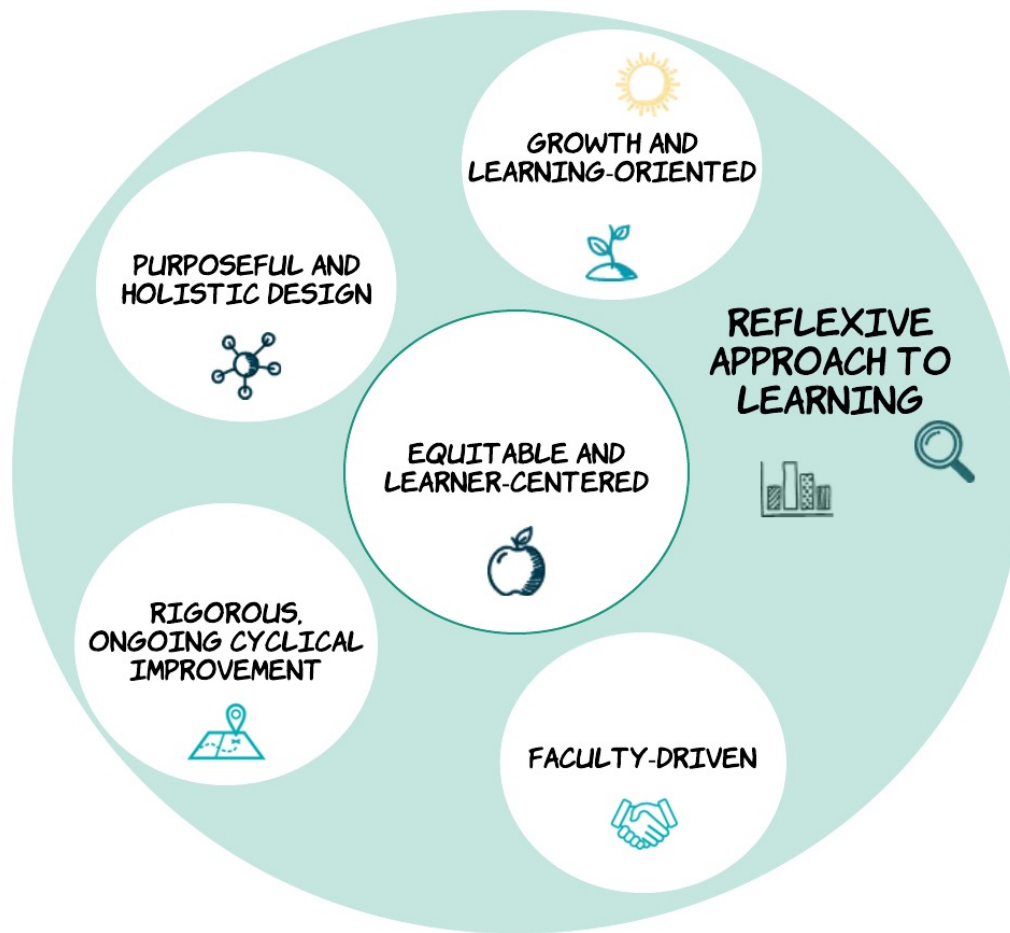 GROWTH AND
LEARNING-ORIENTED
PURPOSEFUL AND
HOLISTIC DESIGN
REFLEXIVE
APPROACH TO
LEARNING
EQUITABLE AND
LEARNER-CENTERED
RIGOROUS,
ONGOING CYCLICAL
IMPROVEMENT
FACULTY-DRIVEN